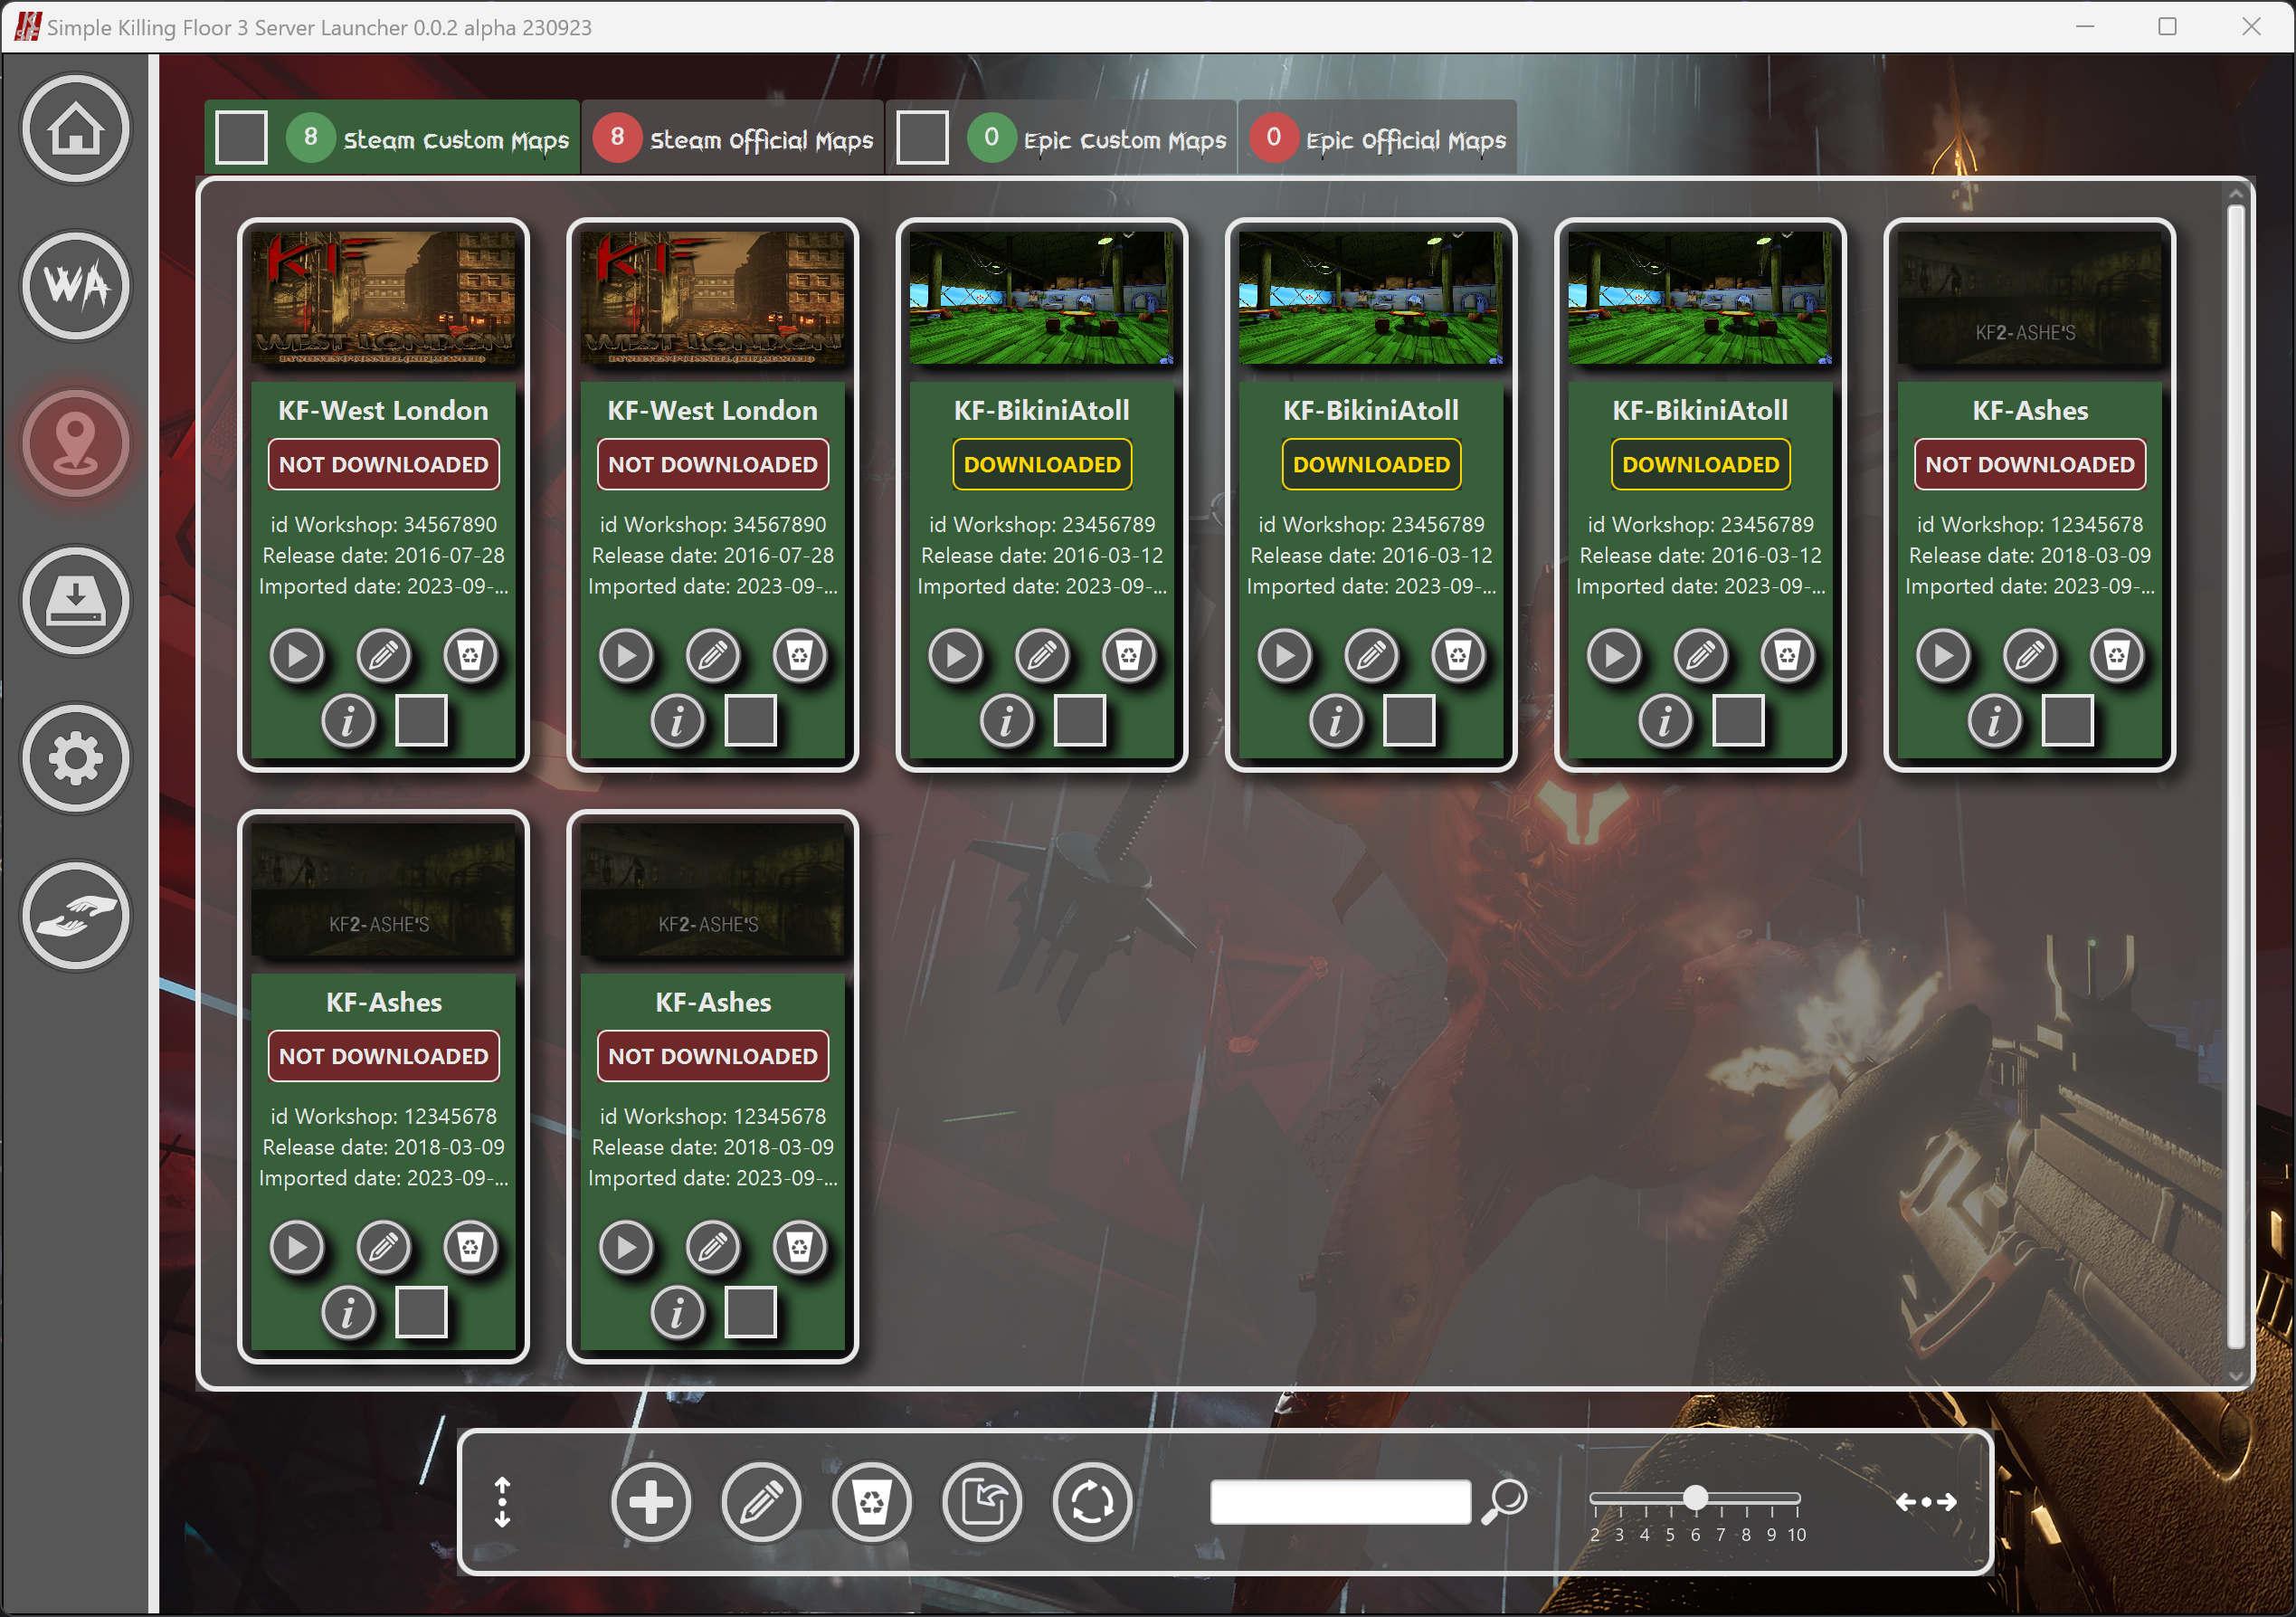 Simple Killing Floor 3 Server Launcher 0.0.2 alpha 230923
WA
8 Steam Custom Maps
8 Steam Official Maps
0 Epic Custom Maps
0 Epic Official Maps
KF
WEST LONDON
KF-West London
NOT DOWNLOADED
id Workshop: 34567890
Release date: 2016-07-28
Imported date: 2023-09-...
KF
WEST LONDON
KF-West London
NOT DOWNLOADED
id Workshop: 34567890
Release date: 2016-07-28
Imported date: 2023-09-...
KF-BikiniAtoll
DOWNLOADED
id Workshop: 23456789
Release date: 2016-03-12
Imported date: 2023-09-...
KF-BikiniAtoll
DOWNLOADED
id Workshop: 23456789
Release date: 2016-03-12
Imported date: 2023-09-...
KF-BikiniAtoll
DOWNLOADED
id Workshop: 23456789
Release date: 2016-03-12
Imported date: 2023-09-...
KF2-ASHE'S
KF-Ashes
NOT DOWNLOADED
id Workshop: 12345678
Release date: 2018-03-09
Imported date: 2023-09-...
KF2-ASHE'S
KF-Ashes
NOT DOWNLOADED
id Workshop: 12345678
Release date: 2018-03-09
Imported date: 2023-09-...
KF2-ASHE'S
KF-Ashes
NOT DOWNLOADED
id Workshop: 12345678
Release date: 2018-03-09
Imported date: 2023-09-...
2 3 4 5 6 7 8 9 10